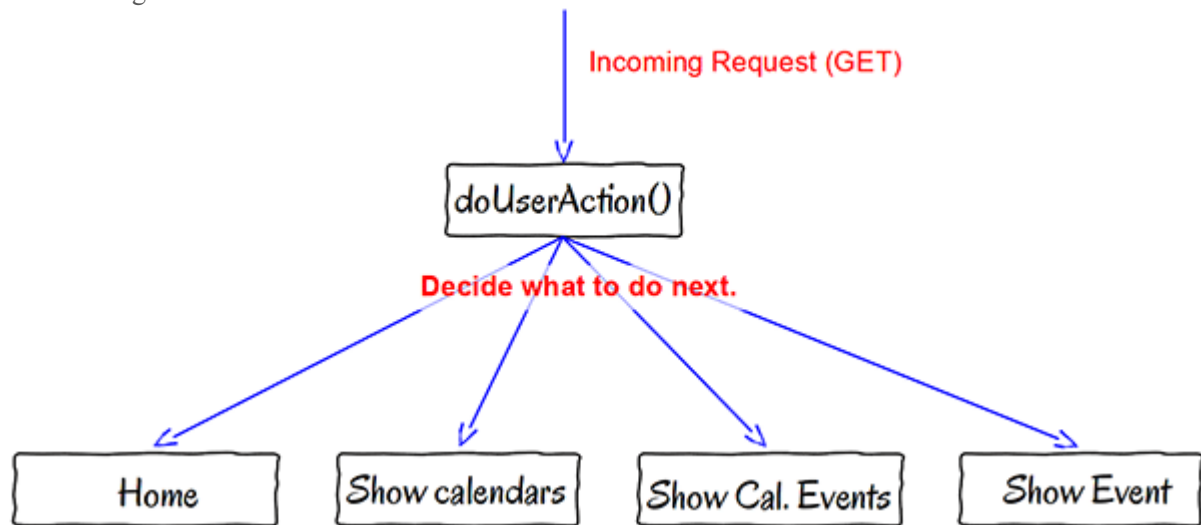 Incoming Request (GET)
doUserAction()
Decide what to do next.
Home
Show calendars
Show Cal. Events
Show Event